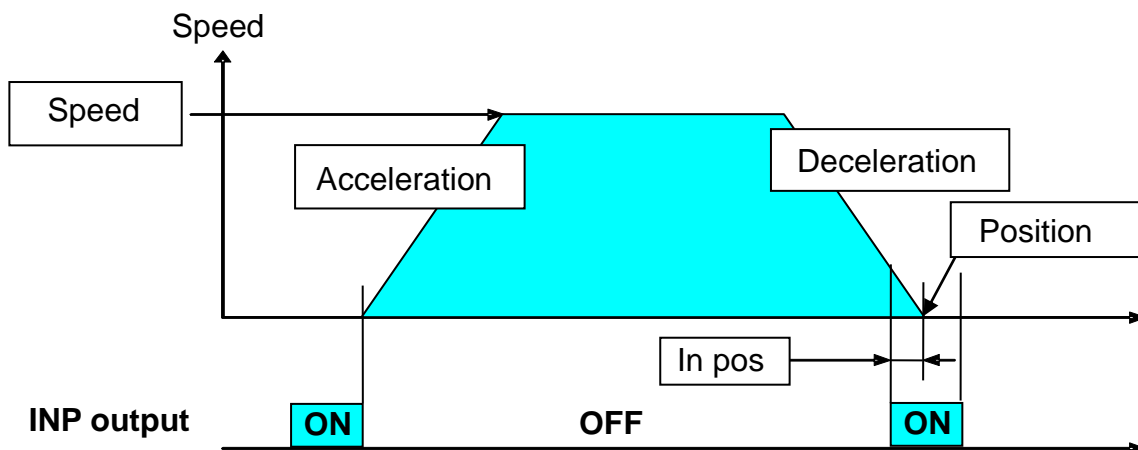 Speed
Speed
Acceleration
Deceleration
Position
In pos
INP output
ON
OFF
ON